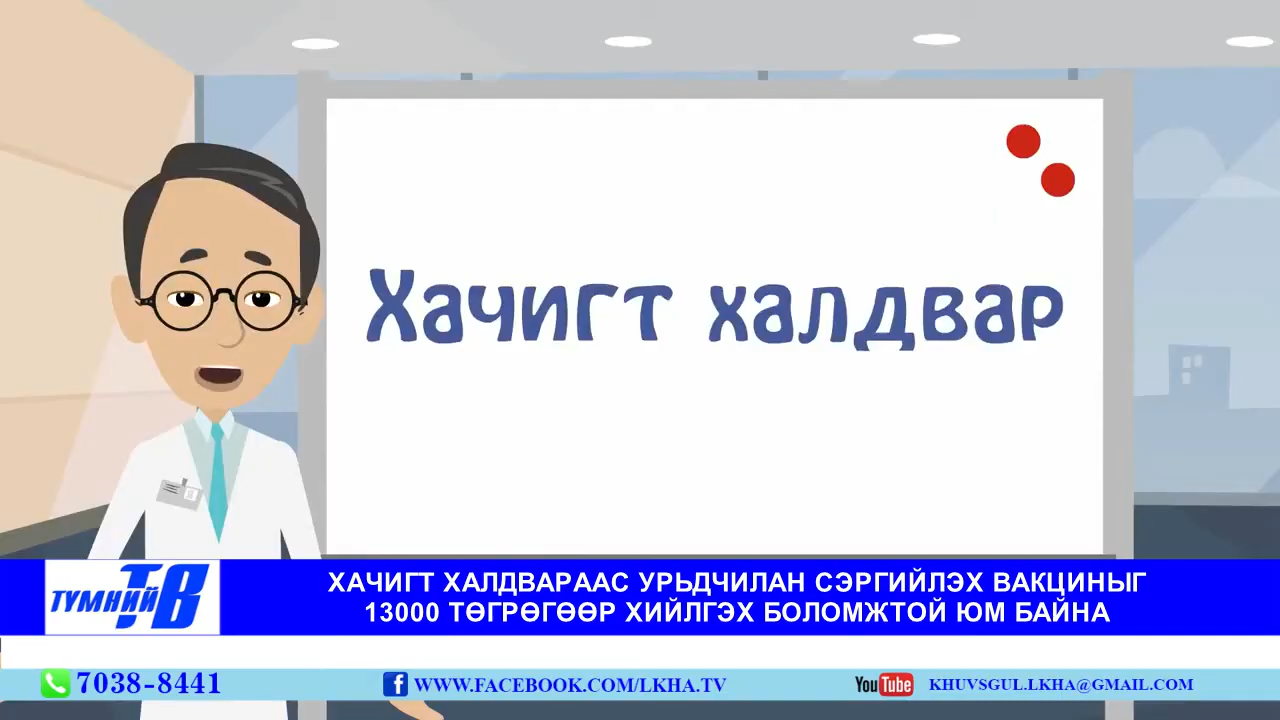 Хачигт халдвар
ТҮМНИЙ ТВ
ХАЧИГТ ХАЛДВАРААС УРЬДЧИЛАН СЭРГИЙЛЭХ ВАКЦИНЫГ
13000 ТӨГРӨГӨӨР ХИЙЛГЭХ БОЛОМЖТОЙ ЮМ БАЙНА
7038-8441
f WWW.FACEBOOK.COM/LKHA.TV
YouTube KHUVSGUL.LKHA@GMAIL.COM